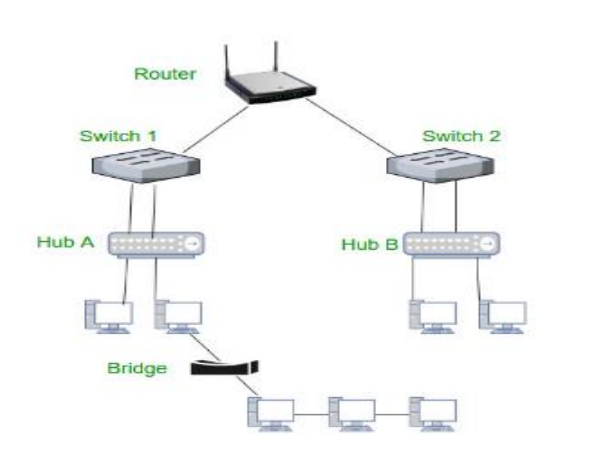 Router
Switch 1
Switch 2
Hub A
Hub B
Bridge